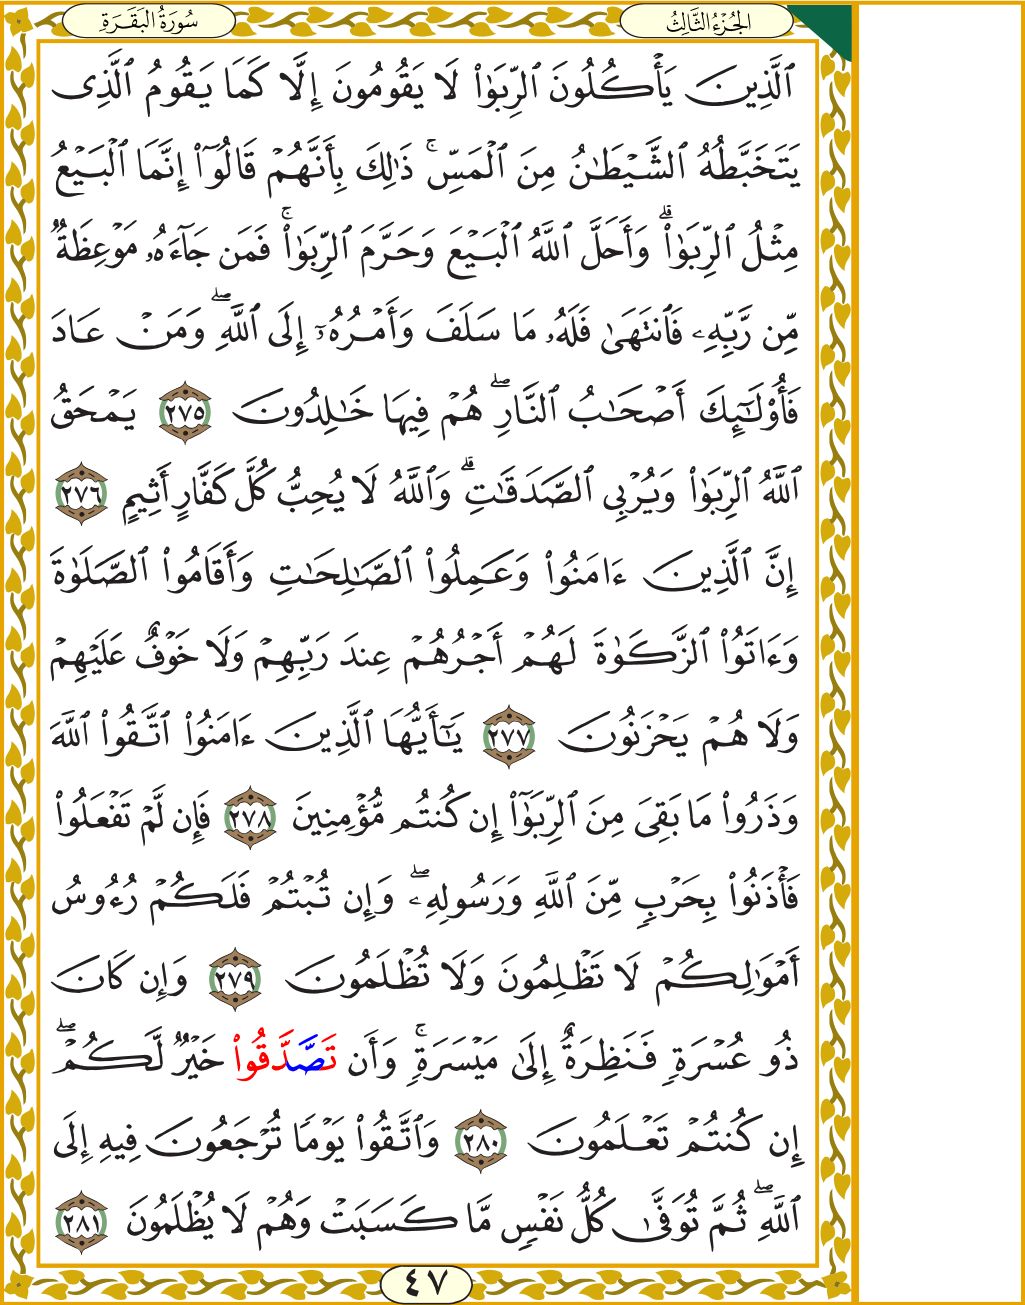 سُورَةُ الْبَقَرَةِ
الْجُزْءُ الثَّالِثُ
ٱلَّذِينَ يَأْكُلُونَ ٱلرِّبَوٰا۟ لَا يَقُومُونَ إِلَّا كَمَا يَقُومُ ٱلَّذِى
يَتَخَبَّطُهُ ٱلشَّيْطَـٰنُ مِنَ ٱلْمَسِّ ۚ ذَٰلِكَ بِأَنَّهُمْ قَالُوٓا۟ إِنَّمَا ٱلْبَيْعُ
مِثْلُ ٱلرِّبَوٰا۟ ۗ وَأَحَلَّ ٱللَّهُ ٱلْبَيْعَ وَحَرَّمَ ٱلرِّبَوٰا۟ ۚ فَمَن جَآءَهُۥ مَوْعِظَةٌ
مِّن رَّبِّهِۦ فَٱنتَهَىٰ فَلَهُۥ مَا سَلَفَ وَأَمْرُهُۥٓ إِلَى ٱللَّهِ ۖ وَمَنْ عَادَ
فَأُو۟لَـٰٓئِكَ أَصْحَـٰبُ ٱلنَّارِ ۖ هُمْ فِيهَا خَـٰلِدُونَ ٢٧٥ يَمْحَقُ
ٱللَّهُ ٱلرِّبَوٰا۟ وَيُرْبِى ٱلصَّدَقَـٰتِ ۗ وَٱللَّهُ لَا يُحِبُّ كُلَّ كَفَّارٍ أَثِيمٍ ٢٧٦
إِنَّ ٱلَّذِينَ ءَامَنُوا۟ وَعَمِلُوا۟ ٱلصَّـٰلِحَـٰتِ وَأَقَامُوا۟ ٱلصَّلَوٰةَ
وَءَاتَوُا۟ ٱلزَّكَوٰةَ لَهُمْ أَجْرُهُمْ عِندَ رَبِّهِمْ وَلَا خَوْفٌ عَلَيْهِمْ
وَلَا هُمْ يَحْزَنُونَ ٢٧٧ يَـٰٓأَيُّهَا ٱلَّذِينَ ءَامَنُوا۟ ٱتَّقُوا۟ ٱللَّهَ
وَذَرُوا۟ مَا بَقِىَ مِنَ ٱلرِّبَوٰٓا۟ إِن كُنتُم مُّؤْمِنِينَ ٢٧٨ فَإِن لَّمْ تَفْعَلُوا۟
فَأْذَنُوا۟ بِحَرْبٍ مِّنَ ٱللَّهِ وَرَسُولِهِۦ ۖ وَإِن تُبْتُمْ فَلَكُمْ رُءُوسُ
أَمْوَٰلِكُمْ لَا تَظْلِمُونَ وَلَا تُظْلَمُونَ ٢٧٩ وَإِن كَانَ
ذُو عُسْرَةٍ فَنَظِرَةٌ إِلَىٰ مَيْسَرَةٍ ۚ وَأَن تَصَّدَّقُوا۟ خَيْرٌ لَّكُمْ ۖ
إِن كُنتُمْ تَعْلَمُونَ ٢٨٠ وَٱتَّقُوا۟ يَوْمًا تُرْجَعُونَ فِيهِ إِلَى
ٱللَّهِ ۖ ثُمَّ تُوَفَّىٰ كُلُّ نَفْسٍ مَّا كَسَبَتْ وَهُمْ لَا يُظْلَمُونَ ٢٨١
٤٧